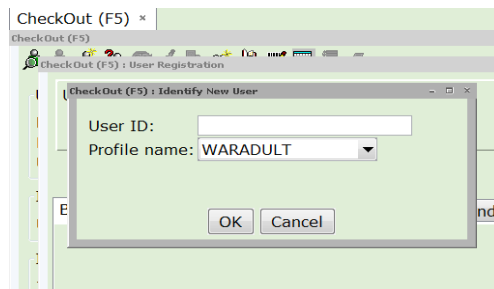 CheckOut (F5) ×
CheckOut (F5)
CheckOut (F5) : User Registration
CheckOut (F5) : Identify New User
User ID:
Profile name: WARADULT
OK Cancel